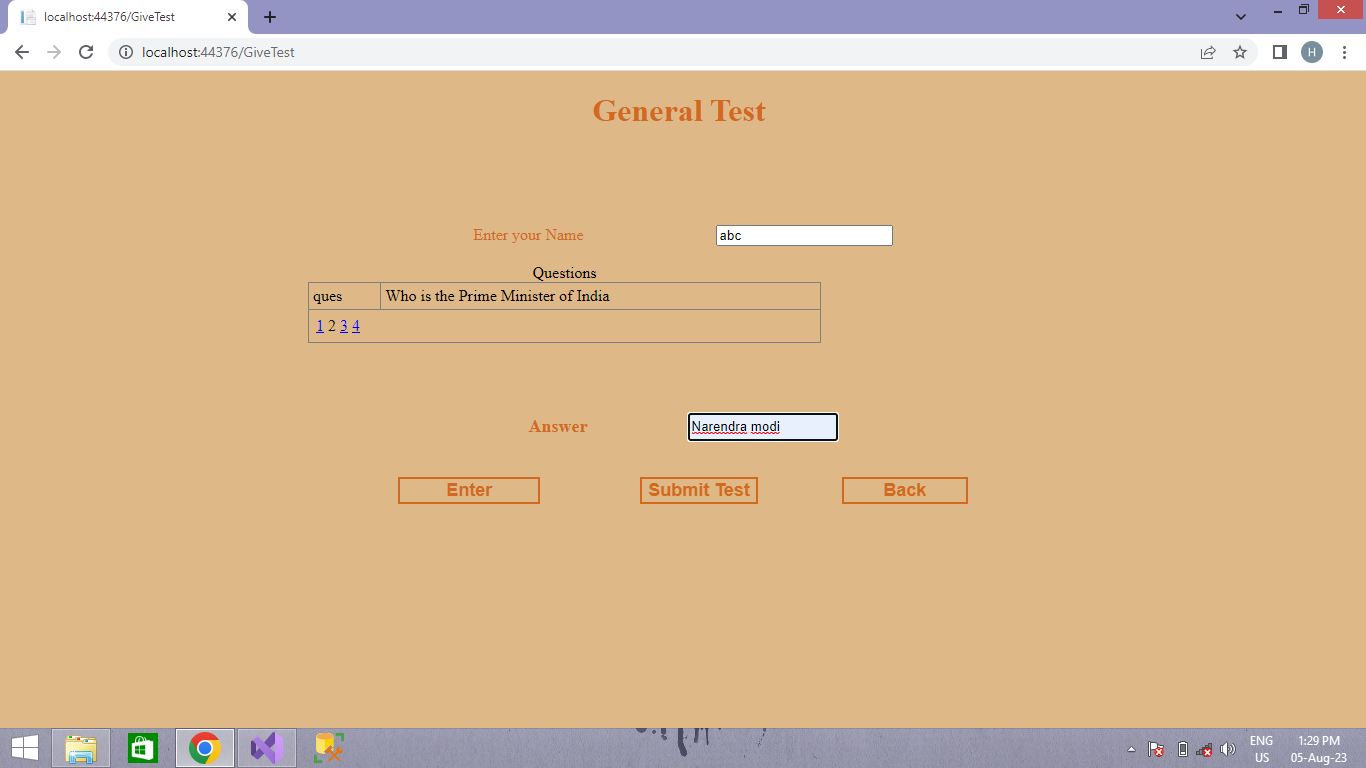 localhost:44376/GiveTest
localhost:44376/GiveTest
H
General Test
Enter your Name
abc
Questions
ques Who is the Prime Minister of India
1 2 3 4
Answer
Narendra modi
Enter Submit Test Back
ENG 1:29 PM
US 05-Aug-23